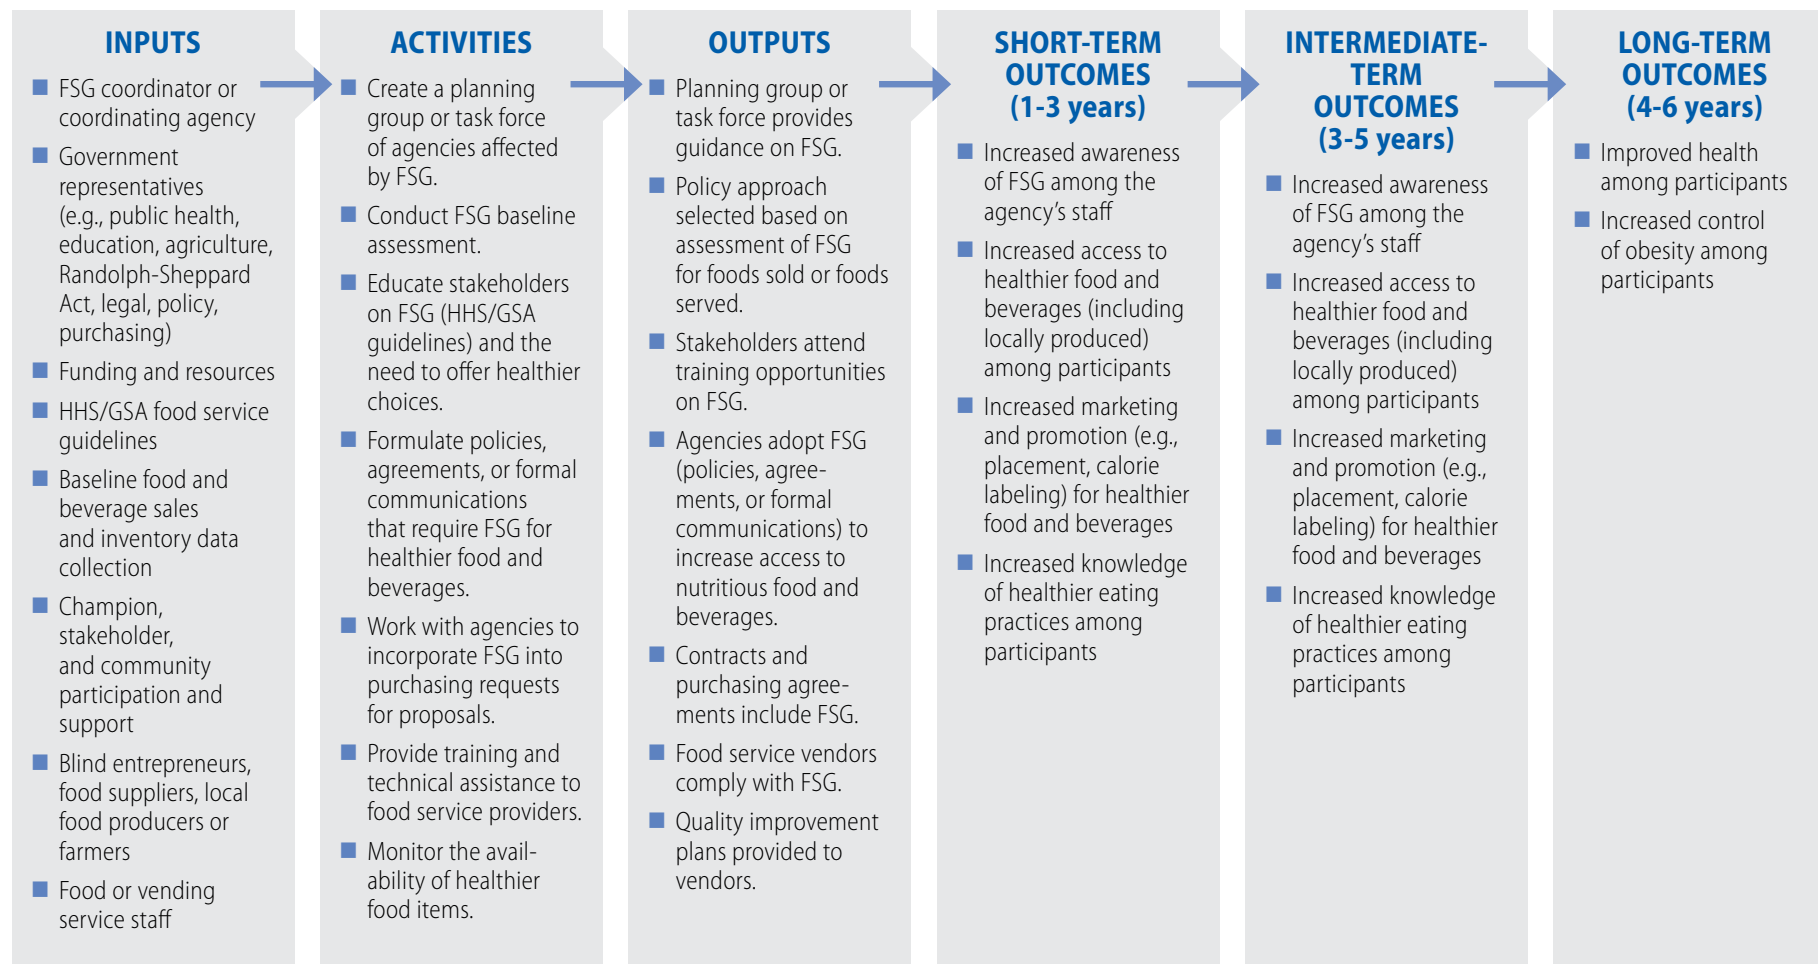 INPUTS
■ FSG coordinator or
coordinating agency
■ Government
representatives
(e.g., public health,
education, agriculture,
Randolph-Sheppard
Act, legal, policy,
purchasing)
■ Funding and resources
■ HHS/GSA food service
guidelines
■ Baseline food and
beverage sales
and inventory data
collection
■ Champion,
stakeholder,
and community
participation and
support
■ Blind entrepreneurs,
food suppliers, local
food producers or
farmers
■ Food or vending
service staff
ACTIVITIES
■ Create a planning
group or task force
of agencies affected
by FSG.
■ Conduct FSG baseline
assessment.
■ Educate stakeholders
on FSG (HHS/GSA
guidelines) and the
need to offer healthier
choices.
■ Formulate policies,
agreements, or formal
communications
that require FSG for
healthier food and
beverages.
■ Work with agencies to
incorporate FSG into
purchasing requests
for proposals.
■ Provide training and
technical assistance to
food service providers.
■ Monitor the avail-
ability of healthier
food items.
OUTPUTS
■ Planning group or
task force provides
guidance on FSG.
■ Policy approach
selected based on
assessment of FSG
for foods sold or foods
served.
■ Stakeholders attend
training opportunities
on FSG.
■ Agencies adopt FSG
(policies, agree-
ments, or formal
communications) to
increase access to
nutritious food and
beverages.
■ Contracts and
purchasing agree-
ments include FSG.
■ Food service vendors
comply with FSG.
■ Quality improvement
plans provided to
vendors.
SHORT-TERM
OUTCOMES
(1-3 years)
■ Increased awareness
of FSG among the
agency's staff
■ Increased access to
healthier food and
beverages (including
locally produced)
among participants
■ Increased marketing
and promotion (e.g.,
placement, calorie
labeling) for healthier
food and beverages
■ Increased knowledge
of healthier eating
practices among
participants
INTERMEDIATE-
TERM
OUTCOMES
(3-5 years)
■ Increased awareness
of FSG among the
agency's staff
■ Increased access to
healthier food and
beverages (including
locally produced)
among participants
■ Increased marketing
and promotion (e.g.,
placement, calorie
labeling) for healthier
food and beverages
■ Increased knowledge
of healthier eating
practices among
participants
LONG-TERM
OUTCOMES
(4-6 years)
■ Improved health
among participants
■ Increased control
of obesity among
participants